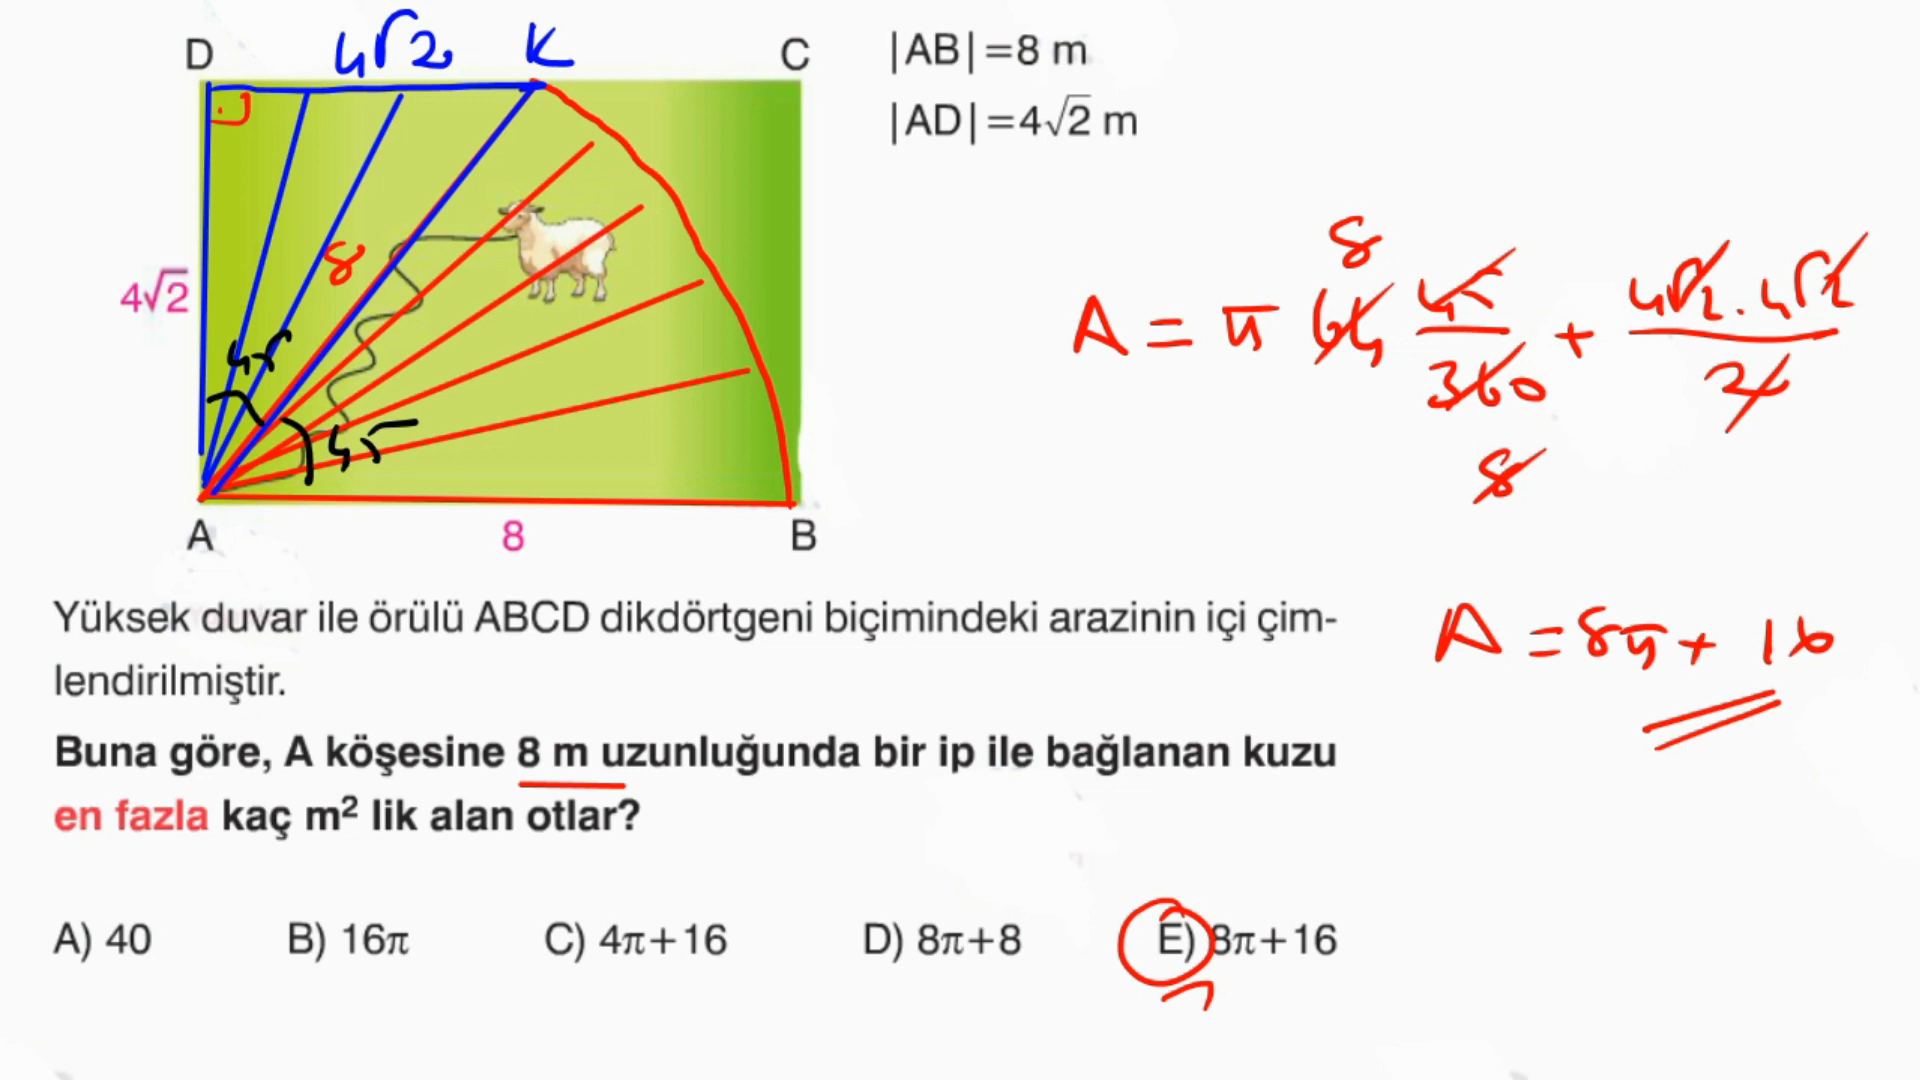 D 4√2 K C
|AB|=8 m
|AD|=4√2 m
8
4√2
45
45
A 8 B
A = π 64 45/360 + 4√2.4√2/2
8
8
A = 8π + 16
Yüksek duvar ile örülü ABCD dikdörtgeni biçimindeki arazinin içi çim-
lendirilmiştir.
Buna göre, A köşesine 8 m uzunluğunda bir ip ile bağlanan kuzu
en fazla kaç m² lik alan otlar?
A) 40 B) 16π C) 4π+16 D) 8π+8 E) 8π+16